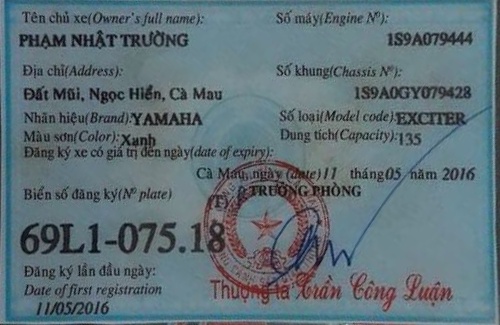 Tên chủ xe(Owner's full name):
PHẠM NHẬT TRƯỜNG
Số máy(Engine Nº):
1S9A079444
Địa chỉ(Address):
Đất Mũi, Ngọc Hiển, Cà Mau
Số khung(Chassis Nº):
1S9A0GY079428
Nhãn hiệu(Brand):YAMAHA
Số loại(Model code):EXCITER
Màu sơn(Color):Xanh
Dung tích(Capacity):135
Đăng ký xe có giá trị đến ngày(date of expiry):
Cà Mau, ngày (date)11 tháng05 năm 2016
Biển số đăng ký(Nº plate)
(T) TRƯỞNG PHÒNG
69L1-075.18
Đăng ký lần đầu ngày:
Date of first registration
11/05/2016
Thượng tá Trần Công Luận